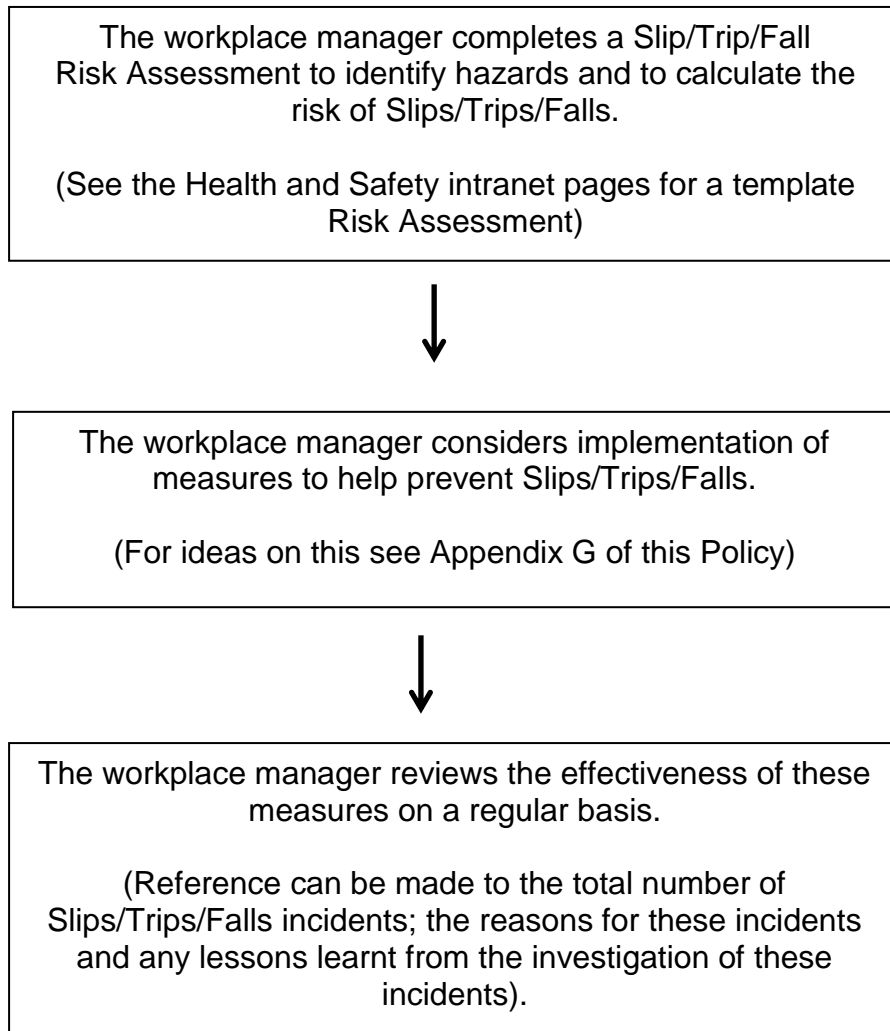 The workplace manager completes a Slip/Trip/Fall
Risk Assessment to identify hazards and to calculate the
risk of Slips/Trips/Falls.
(See the Health and Safety intranet pages for a template
Risk Assessment)
The workplace manager considers implementation of
measures to help prevent Slips/Trips/Falls.
(For ideas on this see Appendix G of this Policy)
The workplace manager reviews the effectiveness of these
measures on a regular basis.
(Reference can be made to the total number of
Slips/Trips/Falls incidents; the reasons for these incidents
and any lessons learnt from the investigation of these
incidents).